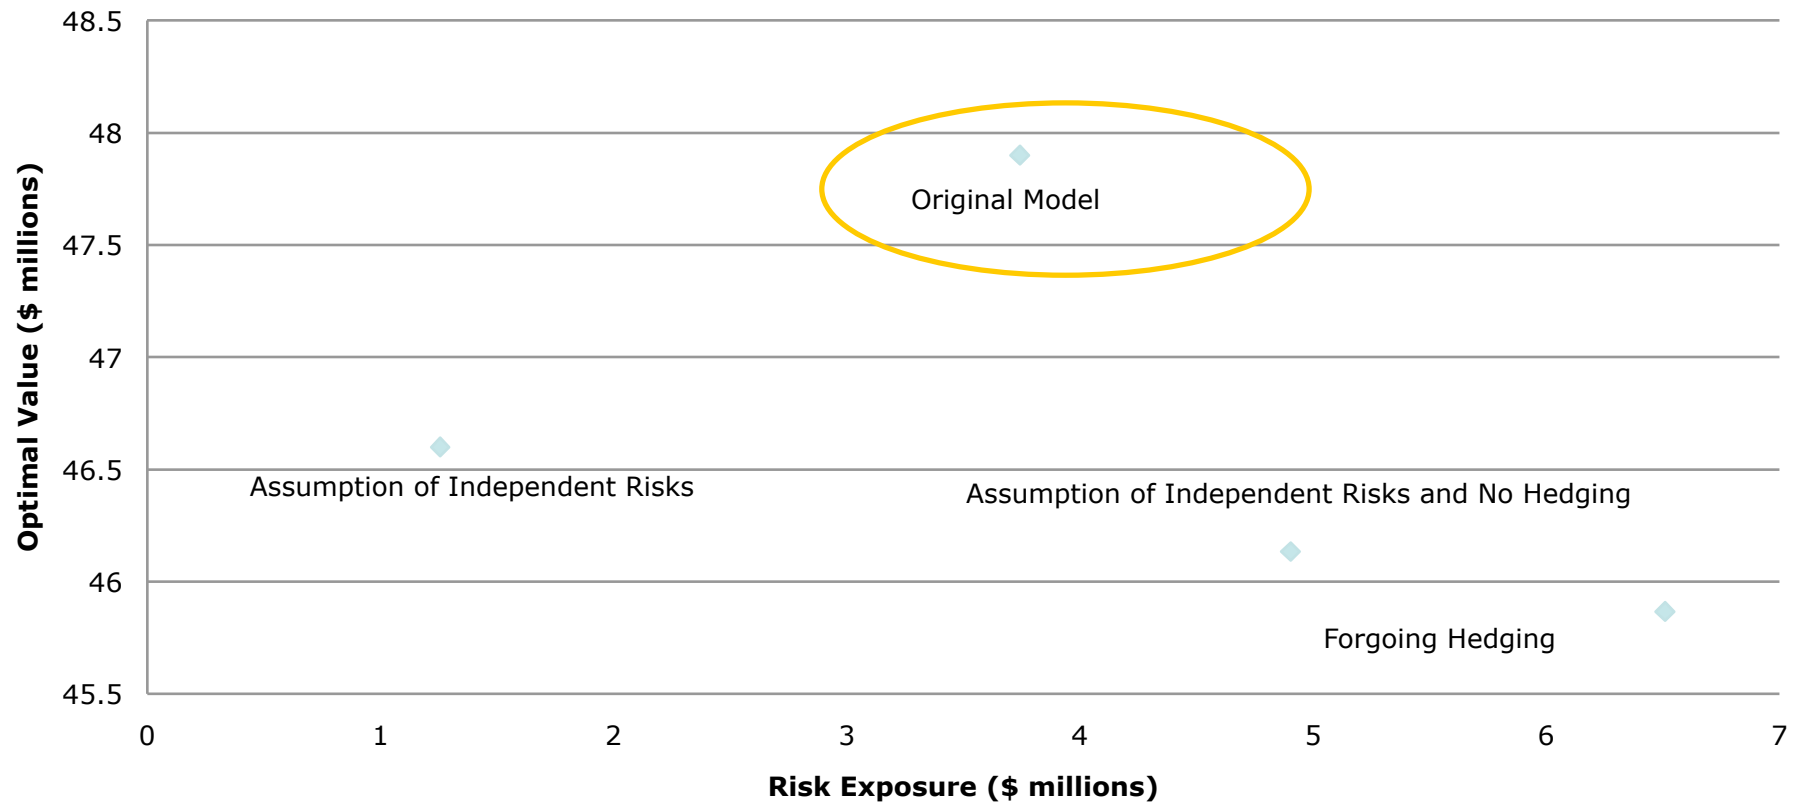 48.5
48
47.5
47
46.5
46
45.5
Optimal Value ($ millions)
Original Model
Assumption of Independent Risks
Assumption of Independent Risks and No Hedging
Forgoing Hedging
0 1 2 3 4 5 6 7
Risk Exposure ($ millions)